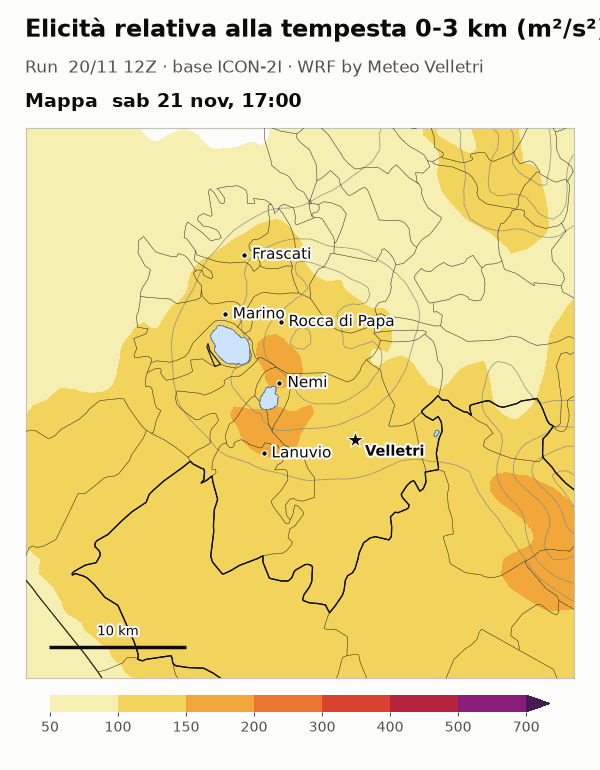 Elicità relativa alla tempesta 0-3 km (m²/s²)
Run 20/11 12Z · base ICON-2I · WRF by Meteo Velletri
Mappa sab 21 nov, 17:00
Frascati
Marino
Rocca di Papa
Nemi
Velletri
Lanuvio
10 km
50 100 150 200 300 400 500 700